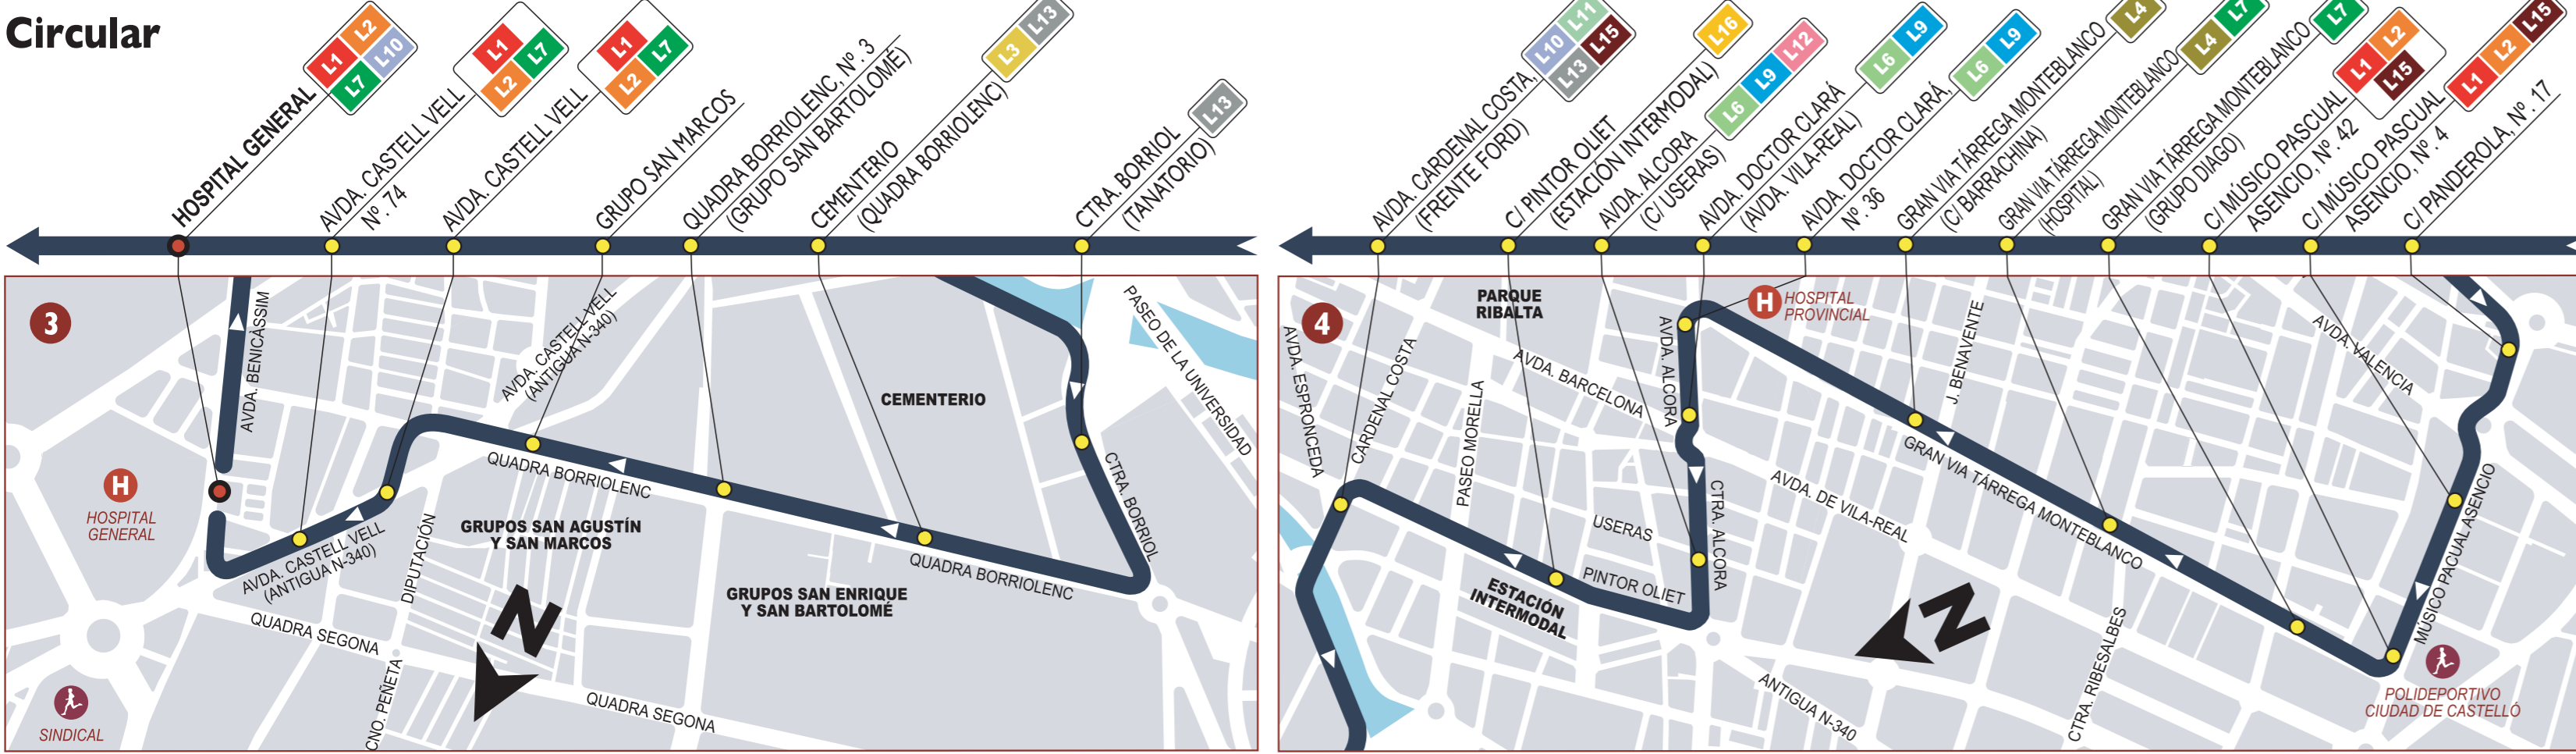 Circular
HOSPITAL GENERAL
L1 L2
L7 L10
AVDA. CASTELL VELL
Nº. 74
L1
L2 L7
AVDA. CASTELL VELL
L1
L2 L7
GRUPO SAN MARCOS
QUADRA BORRIOLENC, Nº. 3
(GRUPO SAN BARTOLOMÉ)
CEMENTERIO
(QUADRA BORRIOLENC)
L3 L13
CTRA. BORRIOL
(TANATORIO)
L13
AVDA. CARDENAL COSTA,
(FRENTE FORD)
L10 L11
L13 L15
C/ PINTOR OLIET
(ESTACIÓN INTERMODAL)
L16
AVDA. ALCORA
(C/ USERAS)
L6 L9 L12
AVDA. DOCTOR CLARÁ
(AVDA. VILA-REAL)
L6 L9
AVDA. DOCTOR CLARÁ,
Nº. 36
L6 L9
GRAN VIA TÁRREGA MONTEBLANCO
(C/ BARRACHINA)
L4
GRAN VIA TÁRREGA MONTEBLANCO
(HOSPITAL)
L4 L7
GRAN VIA TÁRREGA MONTEBLANCO
(GRUPO DIAGO)
L7
C/ MÚSICO PASCUAL
ASENCIO, Nº 42
L1 L2
L15
C/ MÚSICO PASCUAL
ASENCIO, Nº. 4
L1 L2 L15
C/ PANDEROLA, Nº. 17
3
AVDA. BENICÀSSIM
AVDA. CASTELL VELL
(ANTIGUA N-340)
PASEO DE LA UNIVERSIDAD
CEMENTERIO
QUADRA BORRIOLENC
CTRA. BORRIOL
H
HOSPITAL
GENERAL
GRUPOS SAN AGUSTÍN
Y SAN MARCOS
AVDA. CASTELL VELL
(ANTIGUA N-340)
DIPUTACIÓN
QUADRA BORRIOLENC
GRUPOS SAN ENRIQUE
Y SAN BARTOLOMÉ
N
QUADRA SEGONA
CNO. PEÑETA
QUADRA SEGONA
SINDICAL
4
PARQUE
RIBALTA
H
HOSPITAL
PROVINCIAL
AVDA. ESPRONCEDA
CARDENAL COSTA
PASEO MORELLA
AVDA. BARCELONA
AVDA. ALCORA
J. BENAVENTE
AVDA. VALENCIA
GRAN VIA TÁRREGA MONTEBLANCO
AVDA. DE VILA-REAL
USERAS
CTRA. ALCORA
PINTOR OLIET
ESTACIÓN
INTERMODAL
MÚSICO PACUAL ASENCIO
N
CTRA. RIBESALBES
ANTIGUA N-340
POLIDEPORTIVO
CIUDAD DE CASTELLÓ